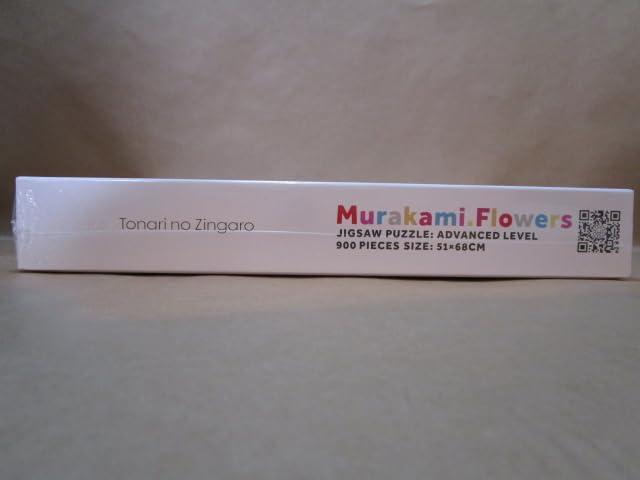 Tonari no Zingaro
Murakami.Flowers
JIGSAW PUZZLE: ADVANCED LEVEL
900 PIECES SIZE: 51×68CM